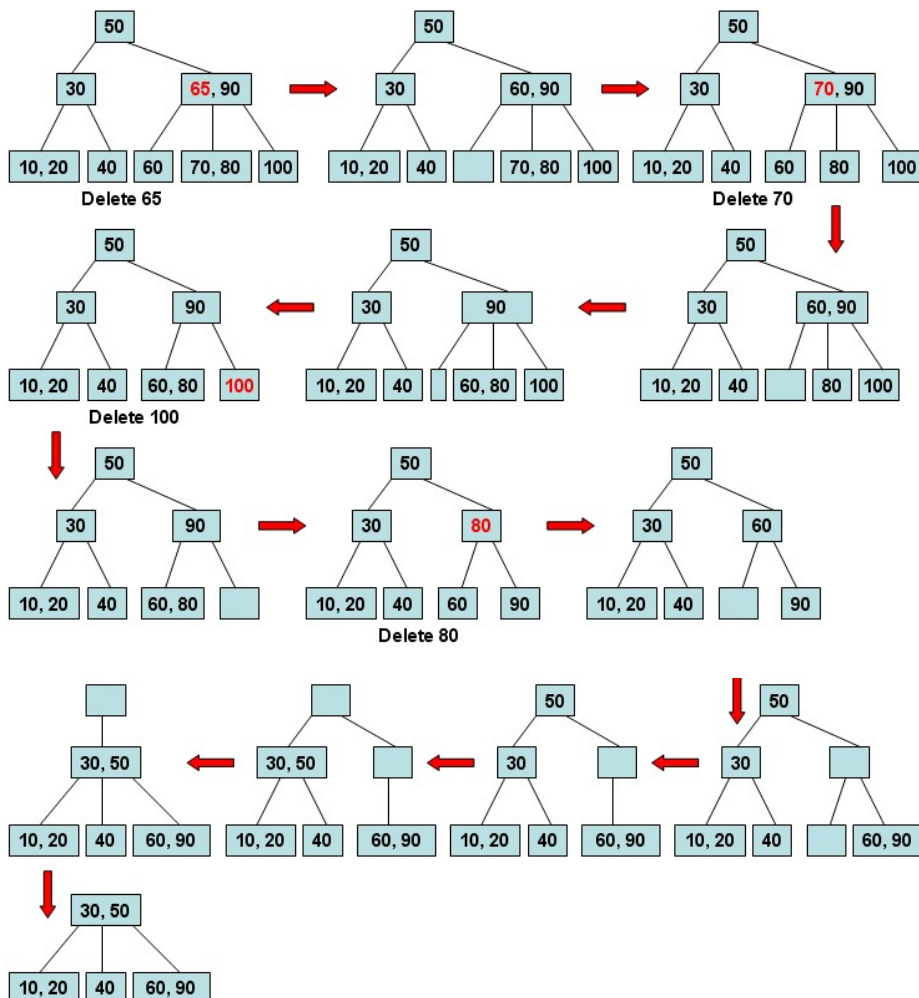 50 50 50
30 65, 90 30 60, 90 30 70, 90
10, 20 40 60 70, 80 100 10, 20 40 70, 80 100 10, 20 40 60 80 100
Delete 65 Delete 70
50 50 50
30 90 30 90 30 60, 90
10, 20 40 60, 80 100 10, 20 40 60, 80 100 10, 20 40 80 100
Delete 100
50 50 50
30 90 30 80 30 60
10, 20 40 60, 80 10, 20 40 60 90 10, 20 40 90
Delete 80
50 50
30, 50 30, 50 30 30
10, 20 40 60, 90 10, 20 40 60, 90 10, 20 40 60, 90 10, 20 40 60, 90
30, 50
10, 20 40 60, 90